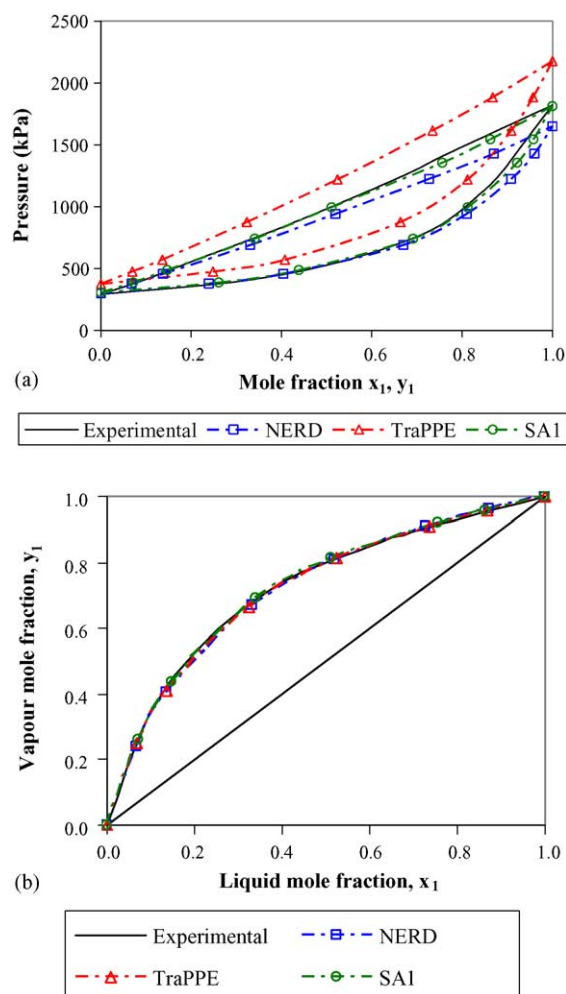 2500
2000
1500
1000
500
0
Pressure (kPa)
0.0 0.2 0.4 0.6 0.8 1.0
Mole fraction x₁, y₁
(a)
Experimental NERD TraPPE SA1
1.0
0.8
0.6
0.4
0.2
0.0
Vapour mole fraction, y₁
0.0 0.2 0.4 0.6 0.8 1.0
Liquid mole fraction, x₁
(b)
Experimental NERD
TraPPE SA1